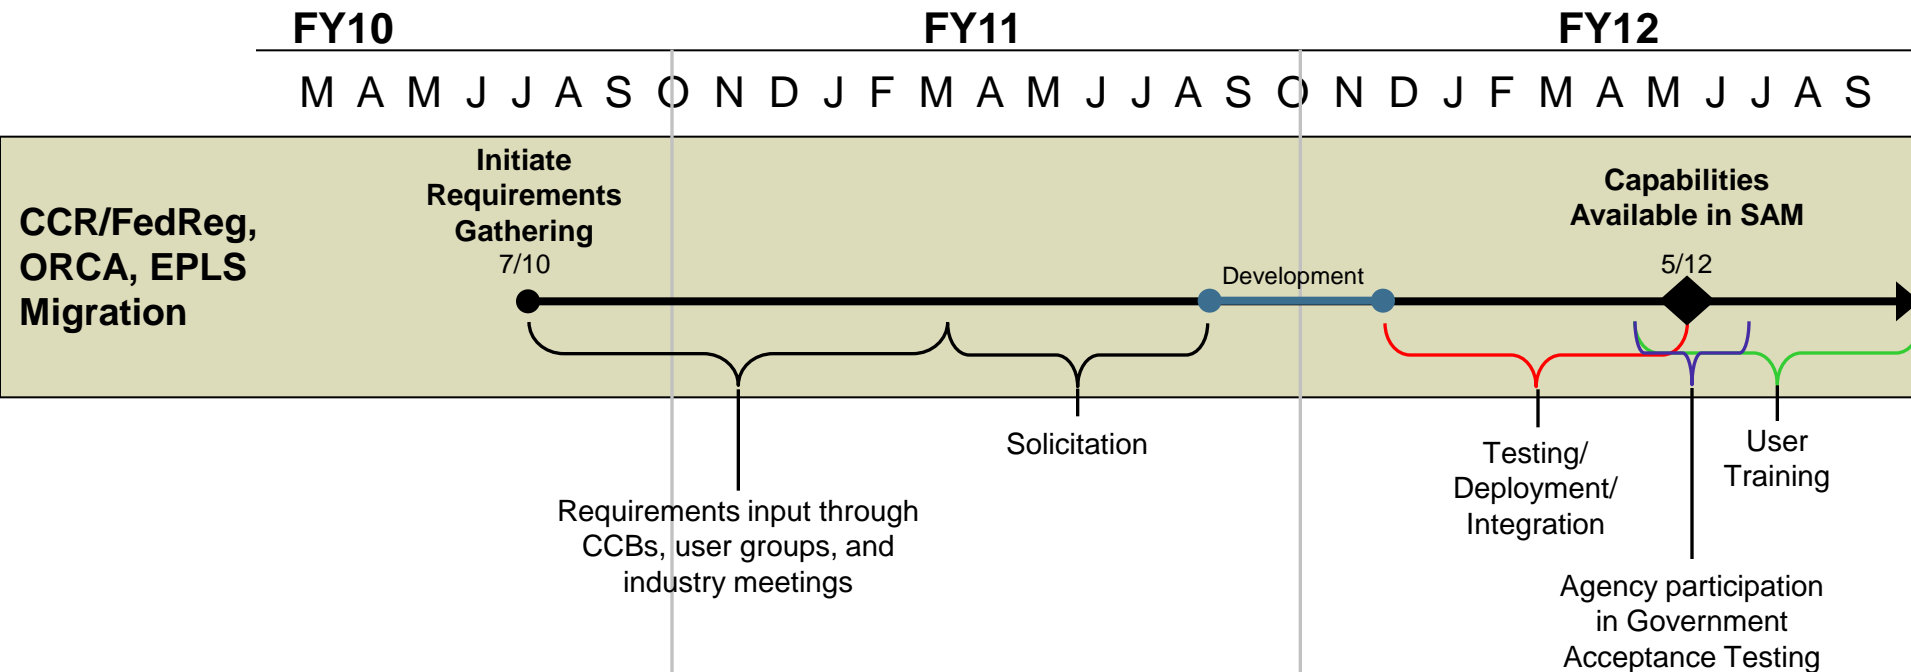 FY10 FY11 FY12
M A M J J A S O N D J F M A M J J A S O N D J F M A M J J A S
CCR/FedReg,
ORCA, EPLS
Migration
Initiate
Requirements
Gathering
7/10
Development
Capabilities
Available in SAM
5/12
Requirements input through
CCBs, user groups, and
industry meetings
Solicitation
Testing/
Deployment/
Integration
Agency participation
in Government
Acceptance Testing
User
Training